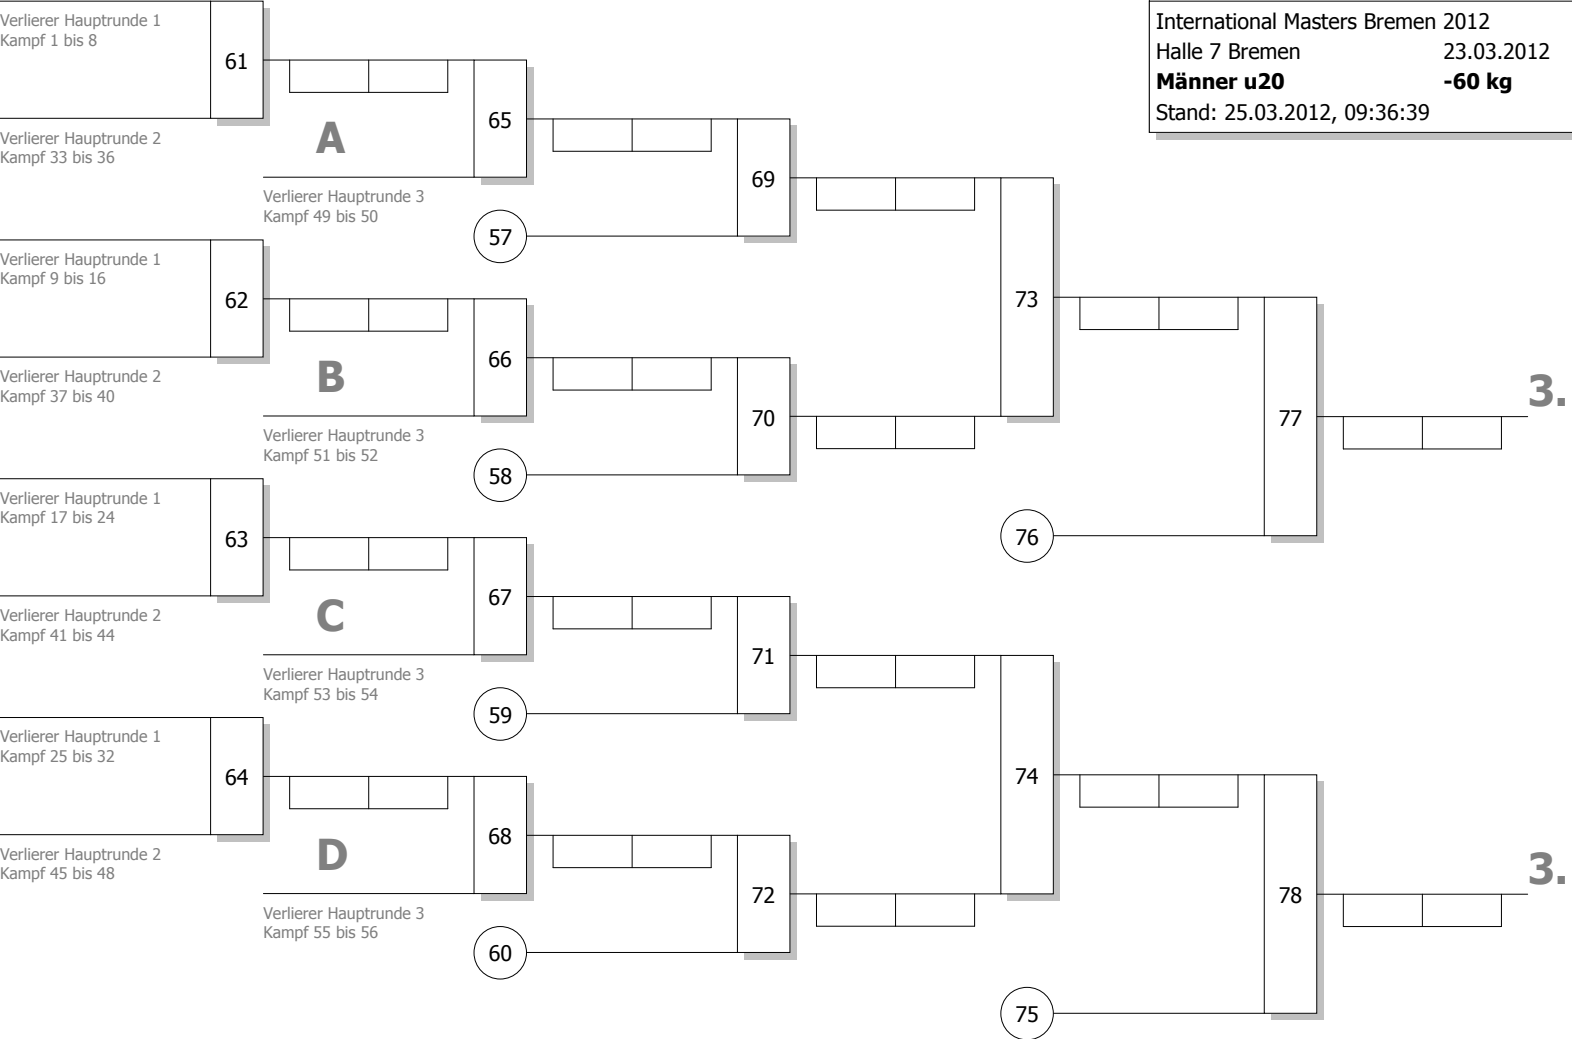 International Masters Bremen 2012
Halle 7 Bremen 23.03.2012
Männer u20 -60 kg
Stand: 25.03.2012, 09:36:39
Verlierer Hauptrunde 1
Kampf 1 bis 8
61
Verlierer Hauptrunde 2
Kampf 33 bis 36
A
65
Verlierer Hauptrunde 3
Kampf 49 bis 50
57
69
Verlierer Hauptrunde 1
Kampf 9 bis 16
62
Verlierer Hauptrunde 2
Kampf 37 bis 40
B
66
Verlierer Hauptrunde 3
Kampf 51 bis 52
58
70
73
Verlierer Hauptrunde 1
Kampf 17 bis 24
63
Verlierer Hauptrunde 2
Kampf 41 bis 44
C
67
Verlierer Hauptrunde 3
Kampf 53 bis 54
59
71
Verlierer Hauptrunde 1
Kampf 25 bis 32
64
Verlierer Hauptrunde 2
Kampf 45 bis 48
D
68
Verlierer Hauptrunde 3
Kampf 55 bis 56
60
72
74
76
77
3.
75
78
3.